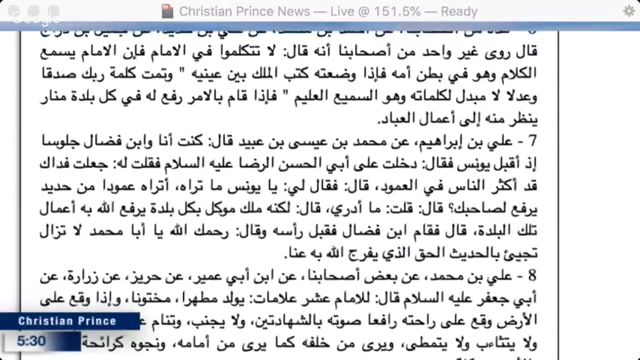 Christian Prince News — Live @ 151.5% — Ready
قال روى غير واحد من أصحابنا أنه قال: لا تتكلموا في الامام فإن الامام يسمع
الكلام وهو في بطن أمه فإذا وضعته كتب الملك بين عينيه " وتمت كلمة ربك صدقا
وعدلا لا مبدل لكلماته وهو السميع العليم " فإذا قام بالامر رفع له في كل بلدة منار
ينظر منه إلى أعمال العباد.
7 - علي بن إبراهيم، عن محمد بن عيسى بن عبيد قال: كنت أنا وابن فضال جلوسا
إذ أقبل يونس فقال: دخلت على أبي الحسن الرضا عليه السلام فقلت له: جعلت فداك
قد أكثر الناس في العمود، قال: فقال لي: يا يونس ما تراه، أتراه عمودا من حديد
يرفع لصاحبك؟ قال: قلت: ما أدري، قال: لكنه ملك موكل بكل بلدة يرفع الله به أعمال
تلك البلدة، قال فقام ابن فضال فقبل رأسه وقال: رحمك الله يا أبا محمد لا تزال
تجيئ بالحديث الحق الذي يفرج الله به عنا.
8 - علي بن محمد، عن بعض أصحابنا، عن ابن أبي عمير، عن حريز، عن زرارة، عن
أبي جعفر عليه السلام قال: للامام عشر علامات: يولد مطهرا، مختونا، وإذا وقع على
الأرض وقع على راحته رافعا صوته بالشهادتين، ولا يجنب، وتنام
ولا يتثاءب ولا يتمطى، ويرى من خلفه كما يرى من أمامه، ونجوه كرائحة
Christian Prince
5:30